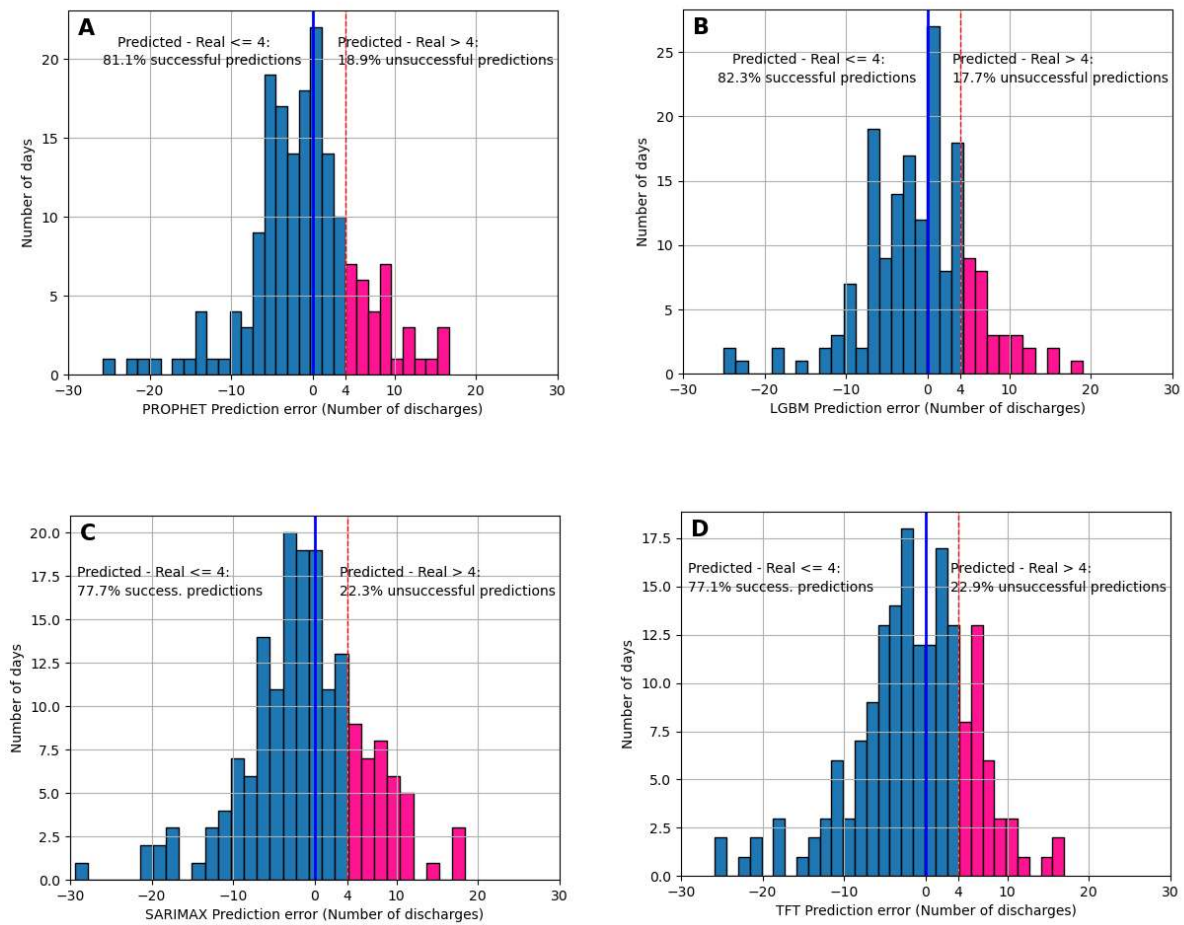 A
Predicted - Real <= 4:
81.1% successful predictions
Predicted - Real > 4:
18.9% unsuccessful predictions
Number of days
20
15
10
5
0
−30
−20
−10
0
4
10
20
30
PROPHET Prediction error (Number of discharges)
B
Predicted - Real <= 4:
82.3% successful predictions
Predicted - Real > 4:
17.7% unsuccessful predictions
Number of days
25
20
15
10
5
0
−30
−20
−10
0
4
10
20
30
LGBM Prediction error (Number of discharges)
C
Predicted - Real <= 4:
77.7% success. predictions
Predicted - Real > 4:
22.3% unsuccessful predictions
Number of days
20.0
17.5
15.0
12.5
10.0
7.5
5.0
2.5
0.0
−30
−20
−10
0
4
10
20
30
SARIMAX Prediction error (Number of discharges)
D
Predicted - Real <= 4:
77.1% success. predictions
Predicted - Real > 4:
22.9% unsuccessful predictions
Number of days
17.5
15.0
12.5
10.0
7.5
5.0
2.5
0.0
−30
−20
−10
0
4
10
20
30
TFT Prediction error (Number of discharges)